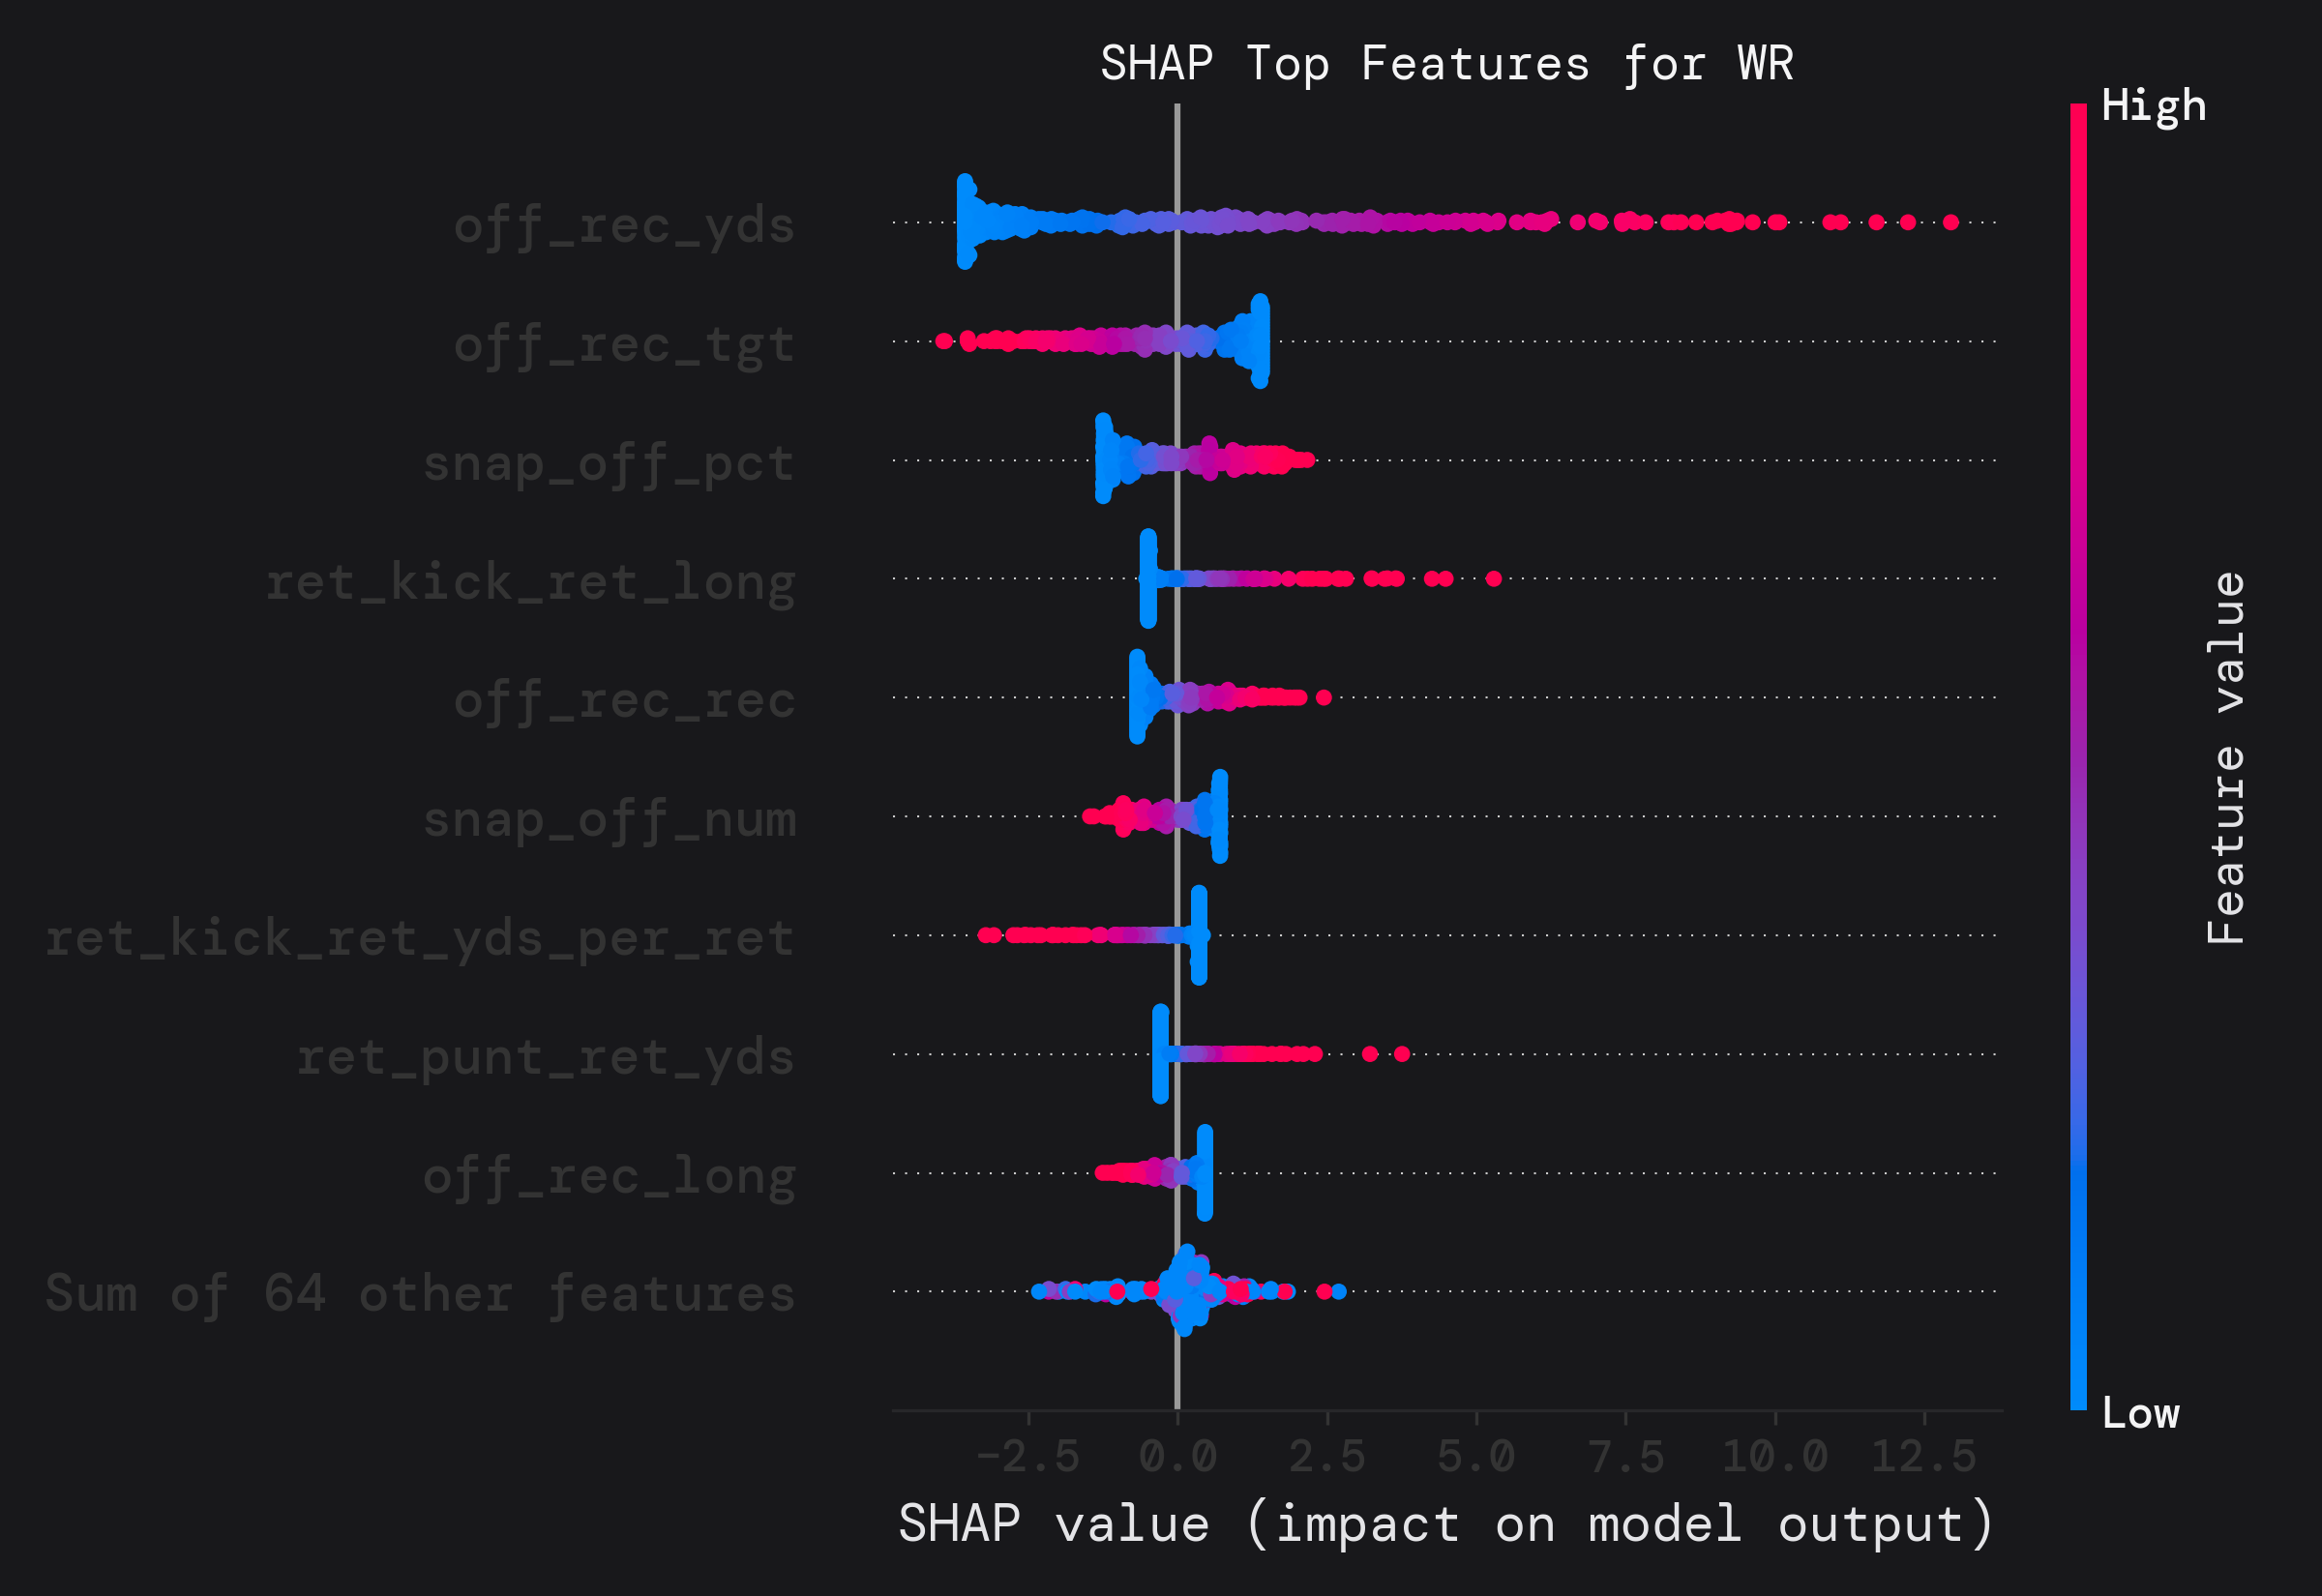 SHAP Top Features for WR
High
off_rec_yds
off_rec_tgt
snap_off_pct
ret_kick_ret_long
off_rec_rec
snap_off_num
ret_kick_ret_yds_per_ret
ret_punt_ret_yds
off_rec_long
Sum of 64 other features
Feature value
Low
-2.5 0.0 2.5 5.0 7.5 10.0 12.5
SHAP value (impact on model output)